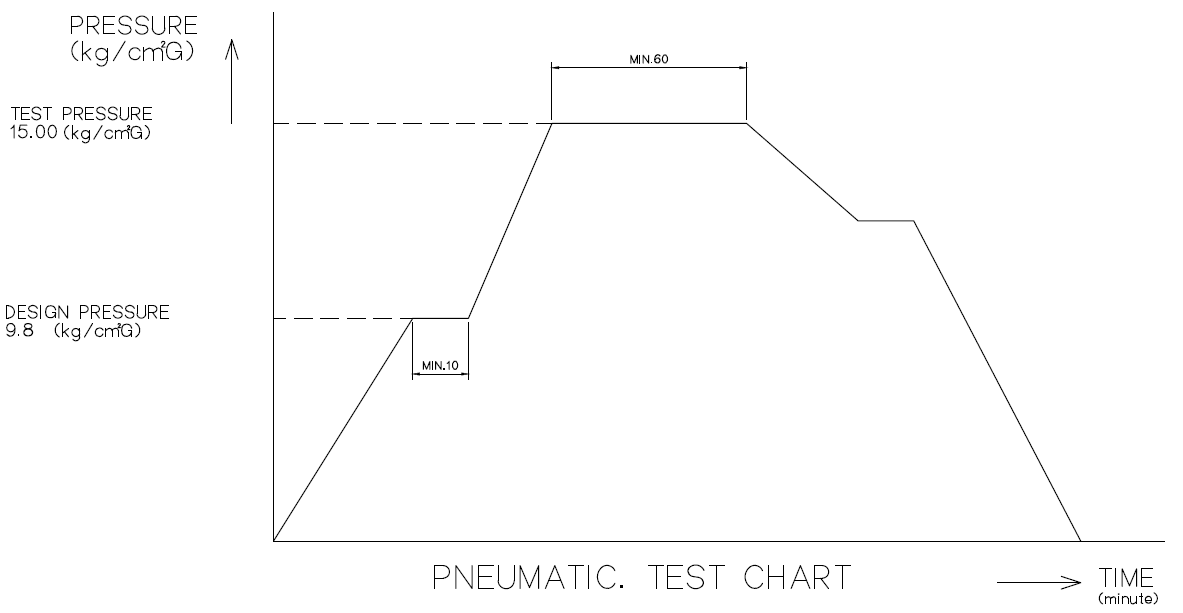 PRESSURE
(kg/cm²G)
MIN.60
TEST PRESSURE
15.00 (kg/cm²G)
DESIGN PRESSURE
9.8 (kg/cm²G)
MIN.10
PNEUMATIC. TEST CHART
TIME
(minute)